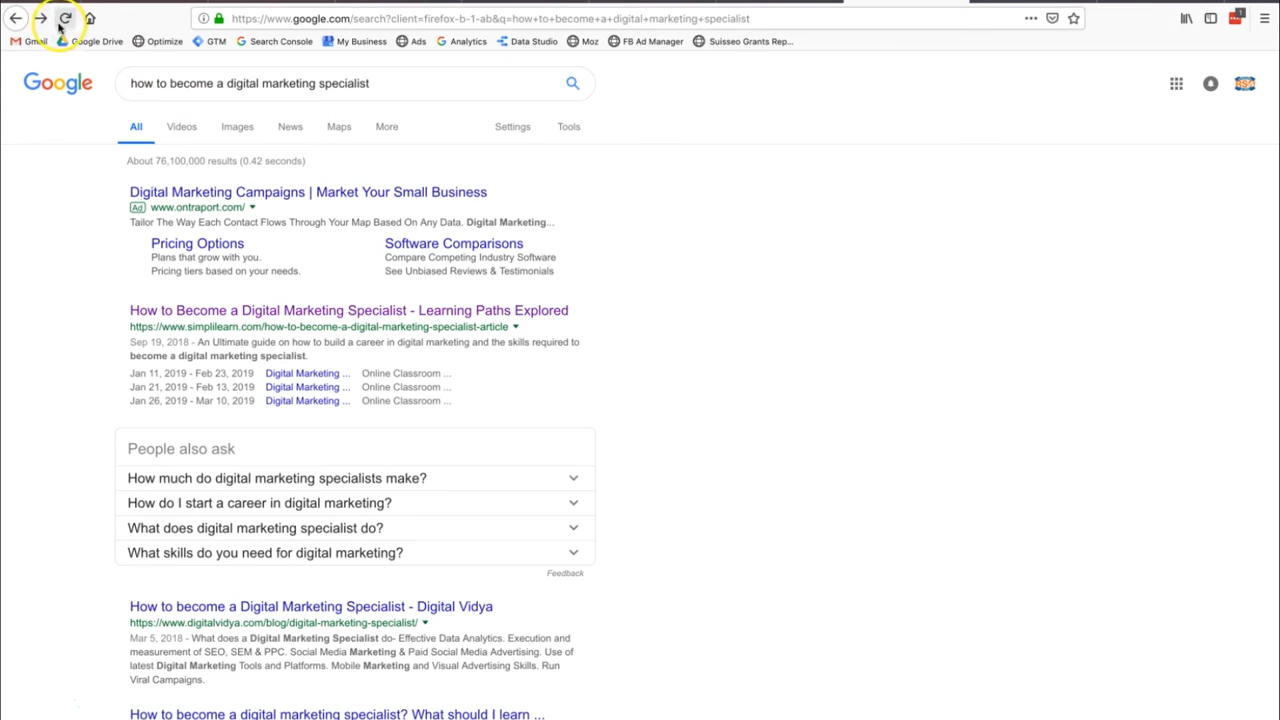 https://www.google.com/search?client=firefox-b-1-ab&q=how+to+become+a+digital+marketing+specialist
Gmail Google Drive Optimize GTM Search Console My Business Ads Analytics Data Studio Moz FB Ad Manager Suisseo Grants Rep...
Google how to become a digital marketing specialist
All Videos Images News Maps More Settings Tools
About 76,100,000 results (0.42 seconds)
Digital Marketing Campaigns | Market Your Small Business
Ad www.ontraport.com/
Tailor The Way Each Contact Flows Through Your Map Based On Any Data. Digital Marketing...
Pricing Options Software Comparisons
Plans that grow with you. Compare Competing Industry Software
Pricing tiers based on your needs. See Unbiased Reviews & Testimonials
How to Become a Digital Marketing Specialist - Learning Paths Explored
https://www.simplilearn.com/how-to-become-a-digital-marketing-specialist-article
Sep 19, 2018 - An Ultimate guide on how to build a career in digital marketing and the skills required to
become a digital marketing specialist.
Jan 11, 2019 - Feb 23, 2019 Digital Marketing ... Online Classroom ...
Jan 21, 2019 - Feb 13, 2019 Digital Marketing ... Online Classroom ...
Jan 26, 2019 - Mar 10, 2019 Digital Marketing ... Online Classroom ...
People also ask
How much do digital marketing specialists make?
How do I start a career in digital marketing?
What does digital marketing specialist do?
What skills do you need for digital marketing?
Feedback
How to become a Digital Marketing Specialist - Digital Vidya
https://www.digitalvidya.com/blog/digital-marketing-specialist/
Mar 5, 2018 - What does a Digital Marketing Specialist do- Effective Data Analytics. Execution and
measurement of SEO, SEM & PPC. Social Media Marketing & Paid Social Media Advertising. Use of
latest Digital Marketing Tools and Platforms. Mobile Marketing and Visual Advertising Skills. Run
Viral Campaigns.
How to become a digital marketing specialist? What should I learn ...